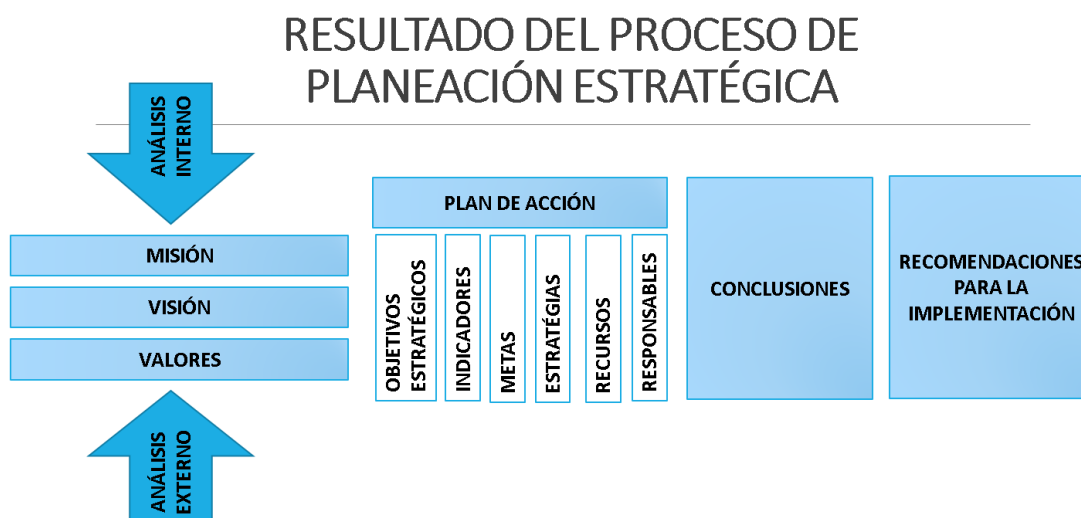 RESULTADO DEL PROCESO DE
PLANEACIÓN ESTRATÉGICA
ANÁLISIS
INTERNO
MISIÓN
VISIÓN
VALORES
ANÁLISIS
EXTERNO
PLAN DE ACCIÓN
OBJETIVOS
ESTRATÉGICOS
INDICADORES
METAS
ESTRATÉGIAS
RECURSOS
RESPONSABLES
CONCLUSIONES
RECOMENDACIONES
PARA LA
IMPLEMENTACIÓN